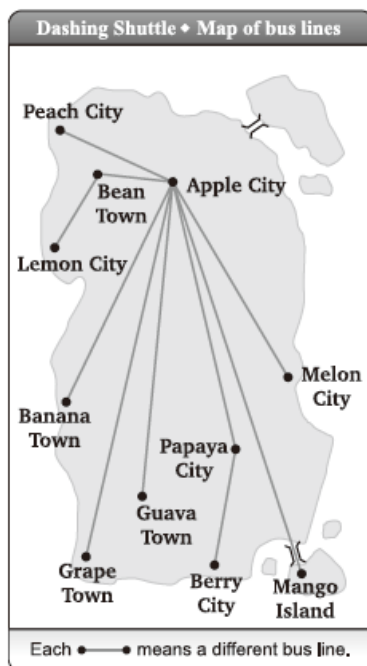 Dashing Shuttle ◆ Map of bus lines
Peach City
Apple City
Bean
Town
Lemon City
Melon
City
Banana
Town
Papaya
City
Guava
Town
Grape
Town
Berry
City
Mango
Island
Each means a different bus line.